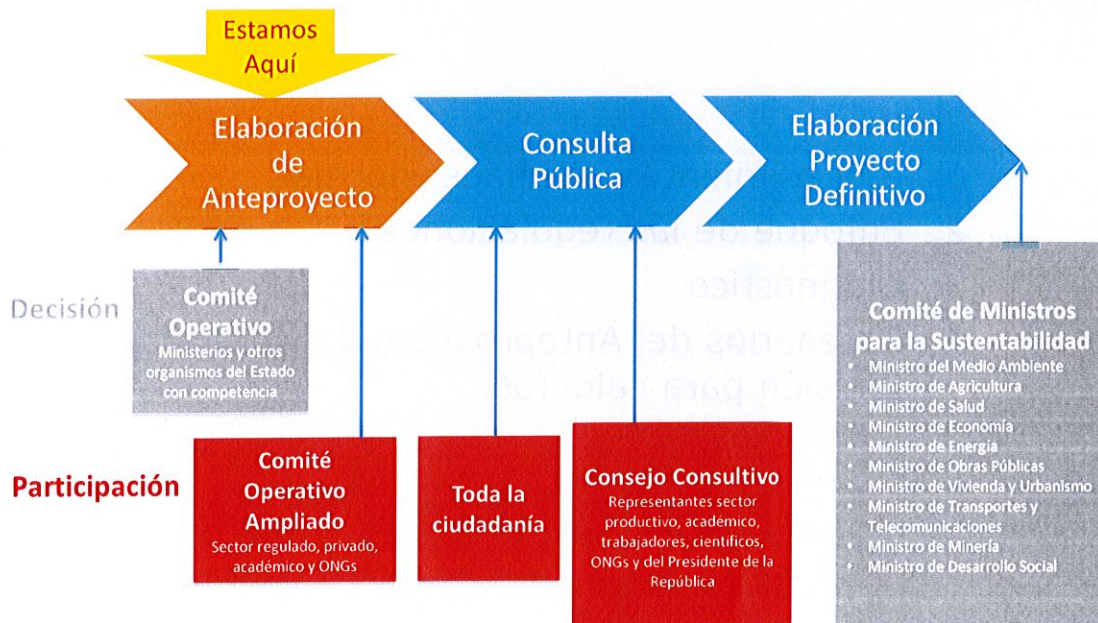 Estamos
Aquí
Elaboración
de
Anteproyecto
Consulta
Pública
Elaboración
Proyecto
Definitivo
Decisión
Comité
Operativo
Ministerios y otros
organismos del Estado
con competencia
Comité de Ministros
para la Sustentabilidad
• Ministro del Medio Ambiente
• Ministro de Agricultura
• Ministro de Salud
• Ministro de Economía
• Ministro de Energía
• Ministro de Obras Públicas
• Ministro de Vivienda y Urbanismo
• Ministro de Transportes y
Telecomunicaciones
• Ministro de Minería
• Ministro de Desarrollo Social
Participación
Comité
Operativo
Ampliado
Sector regulado, privado,
académico y ONGs
Toda la
ciudadanía
Consejo Consultivo
Representantes sector
productivo, académico,
trabajadores, científicos,
ONGs y del Presidente de la
República